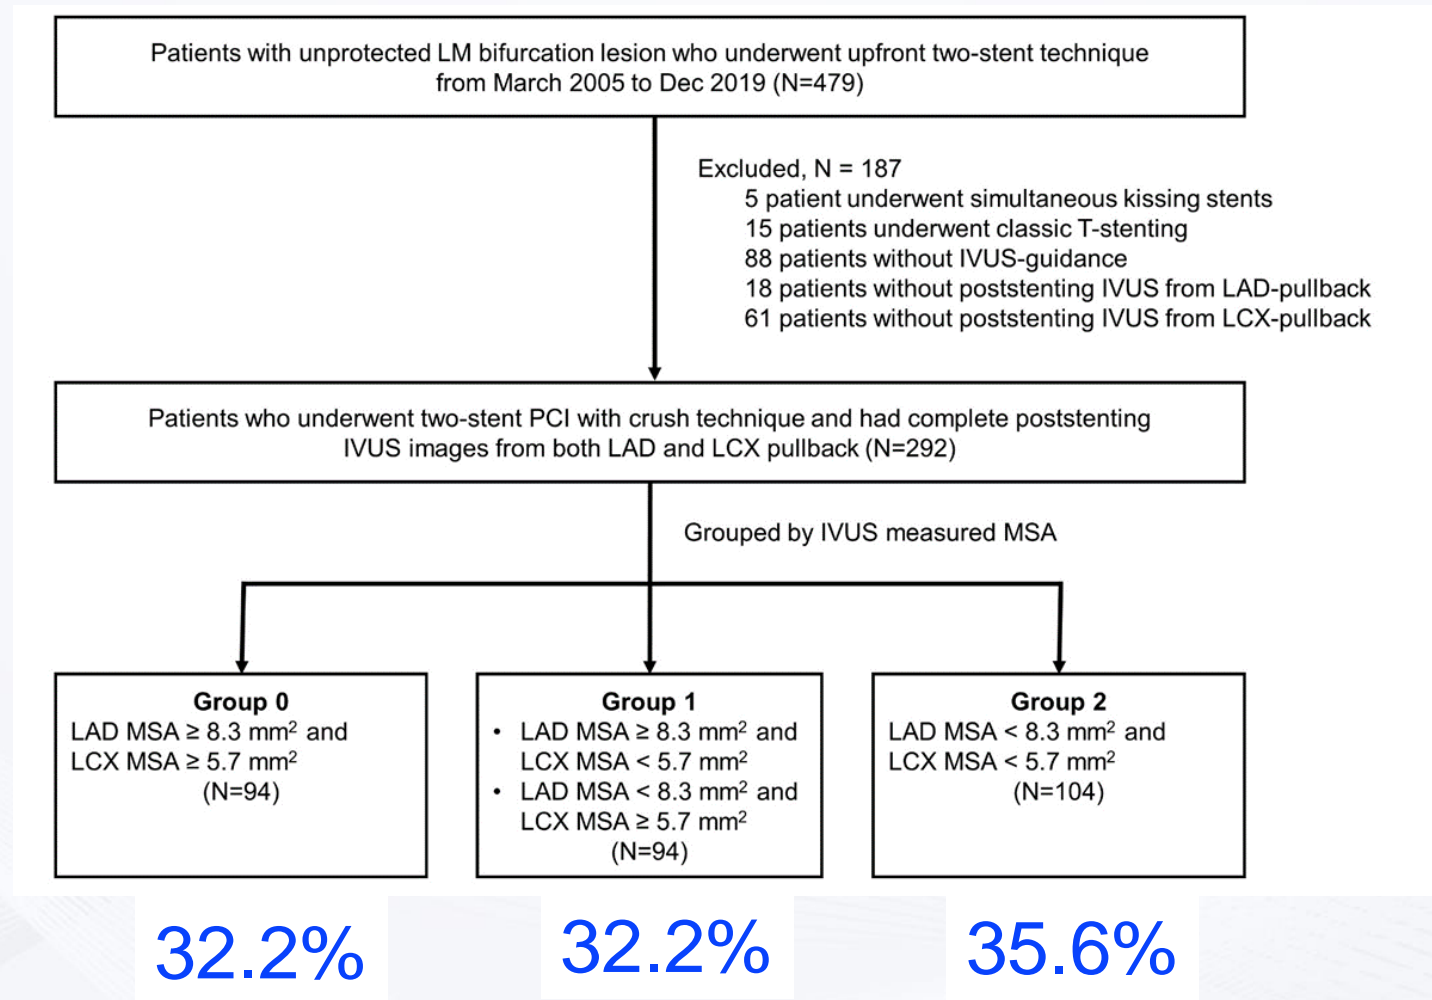 Patients with unprotected LM bifurcation lesion who underwent upfront two-stent technique
from March 2005 to Dec 2019 (N=479)
Excluded, N = 187
5 patient underwent simultaneous kissing stents
15 patients underwent classic T-stenting
88 patients without IVUS-guidance
18 patients without poststenting IVUS from LAD-pullback
61 patients without poststenting IVUS from LCX-pullback
Patients who underwent two-stent PCI with crush technique and had complete poststenting
IVUS images from both LAD and LCX pullback (N=292)
Grouped by IVUS measured MSA
Group 0
LAD MSA ≥ 8.3 mm² and
LCX MSA ≥ 5.7 mm²
(N=94)
Group 1
• LAD MSA ≥ 8.3 mm² and
LCX MSA < 5.7 mm²
• LAD MSA < 8.3 mm² and
LCX MSA ≥ 5.7 mm²
(N=94)
Group 2
LAD MSA < 8.3 mm² and
LCX MSA < 5.7 mm²
(N=104)
32.2%
32.2%
35.6%